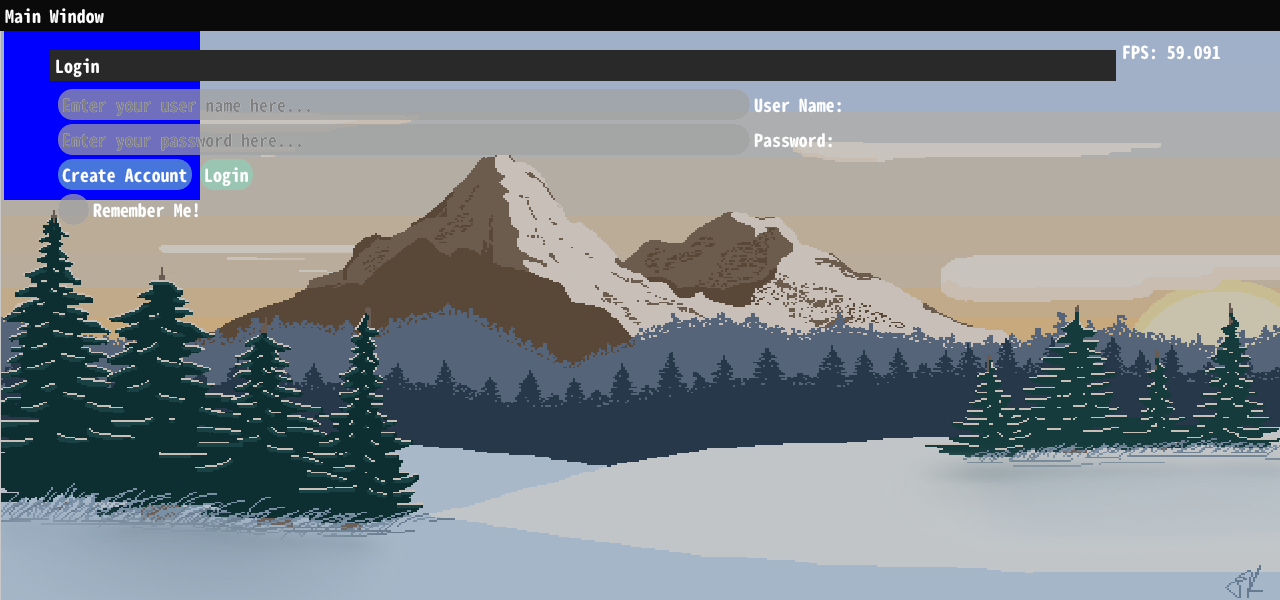 Main Window
FPS: 59.091
Login
Enter your user name here... User Name:
Enter your password here... Password:
Create Account Login
Remember Me!